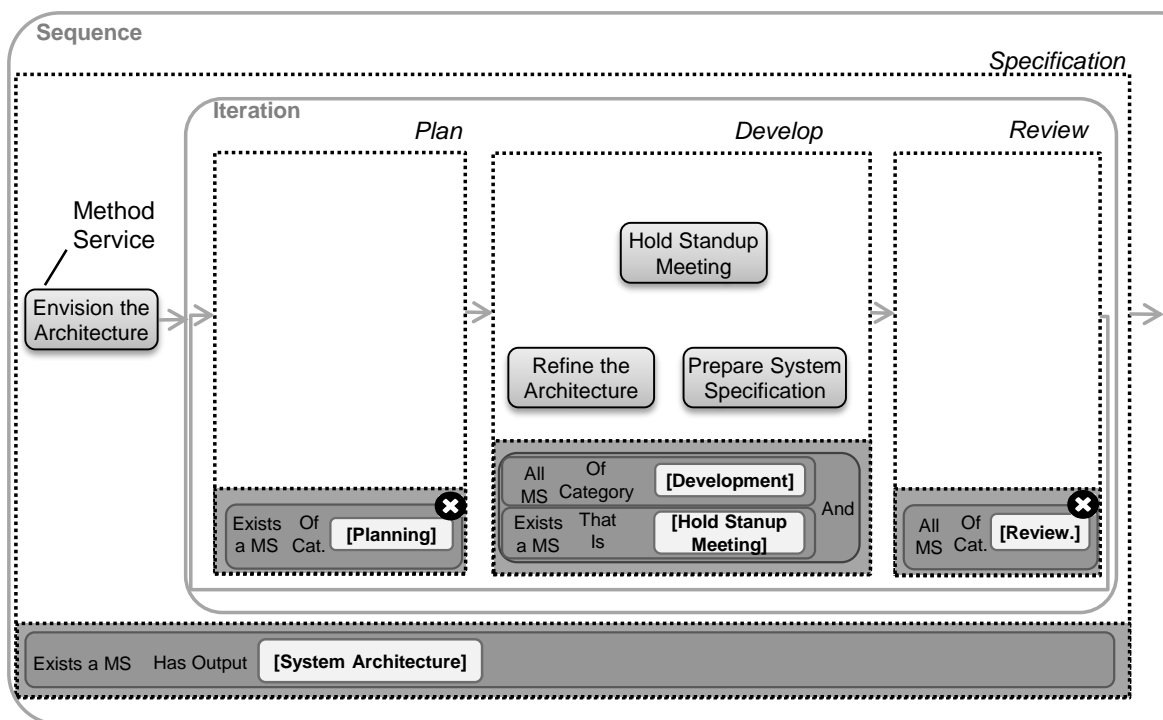 Sequence
Specification
Iteration
Plan
Develop
Review
Method
Service
Envision the
Architecture
Hold Standup
Meeting
Refine the
Architecture
Prepare System
Specification
Exists
a MS
Of
Cat.
[Planning]
All
MS
Of
Category
[Development]
Exists
a MS
That
Is
[Hold Stanup
Meeting]
And
All
MS
Of
Cat.
[Review.]
Exists a MS Has Output [System Architecture]